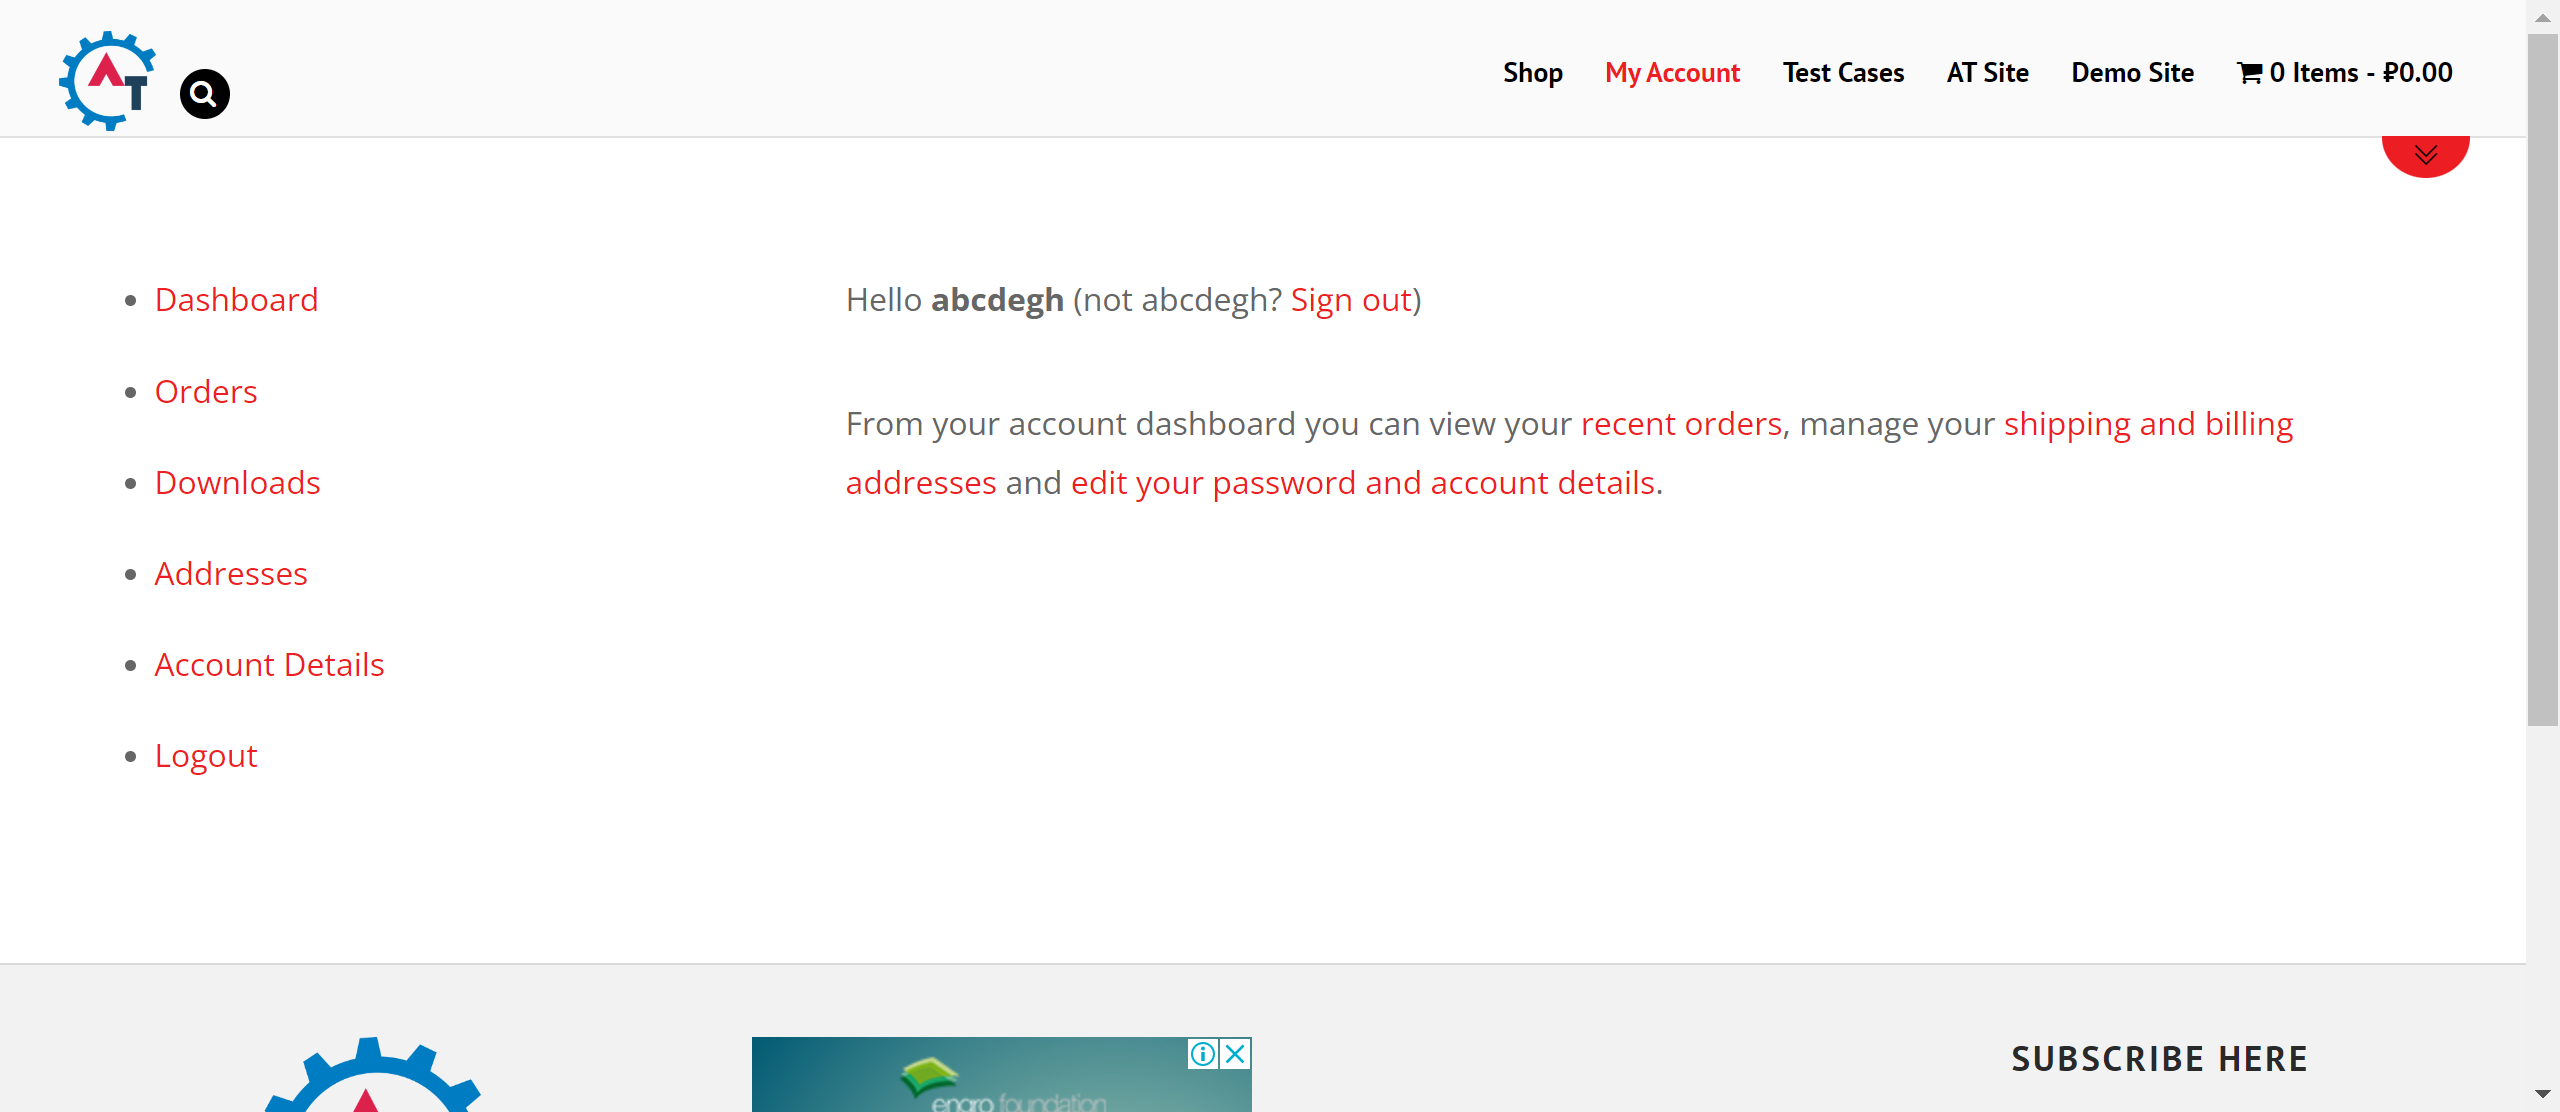 AT
Shop My Account Test Cases AT Site Demo Site 0 Items - ₽0.00
Dashboard
Orders
Downloads
Addresses
Account Details
Logout
Hello abcdegh (not abcdegh? Sign out)
From your account dashboard you can view your recent orders, manage your shipping and billing
addresses and edit your password and account details.
engro foundation
SUBSCRIBE HERE